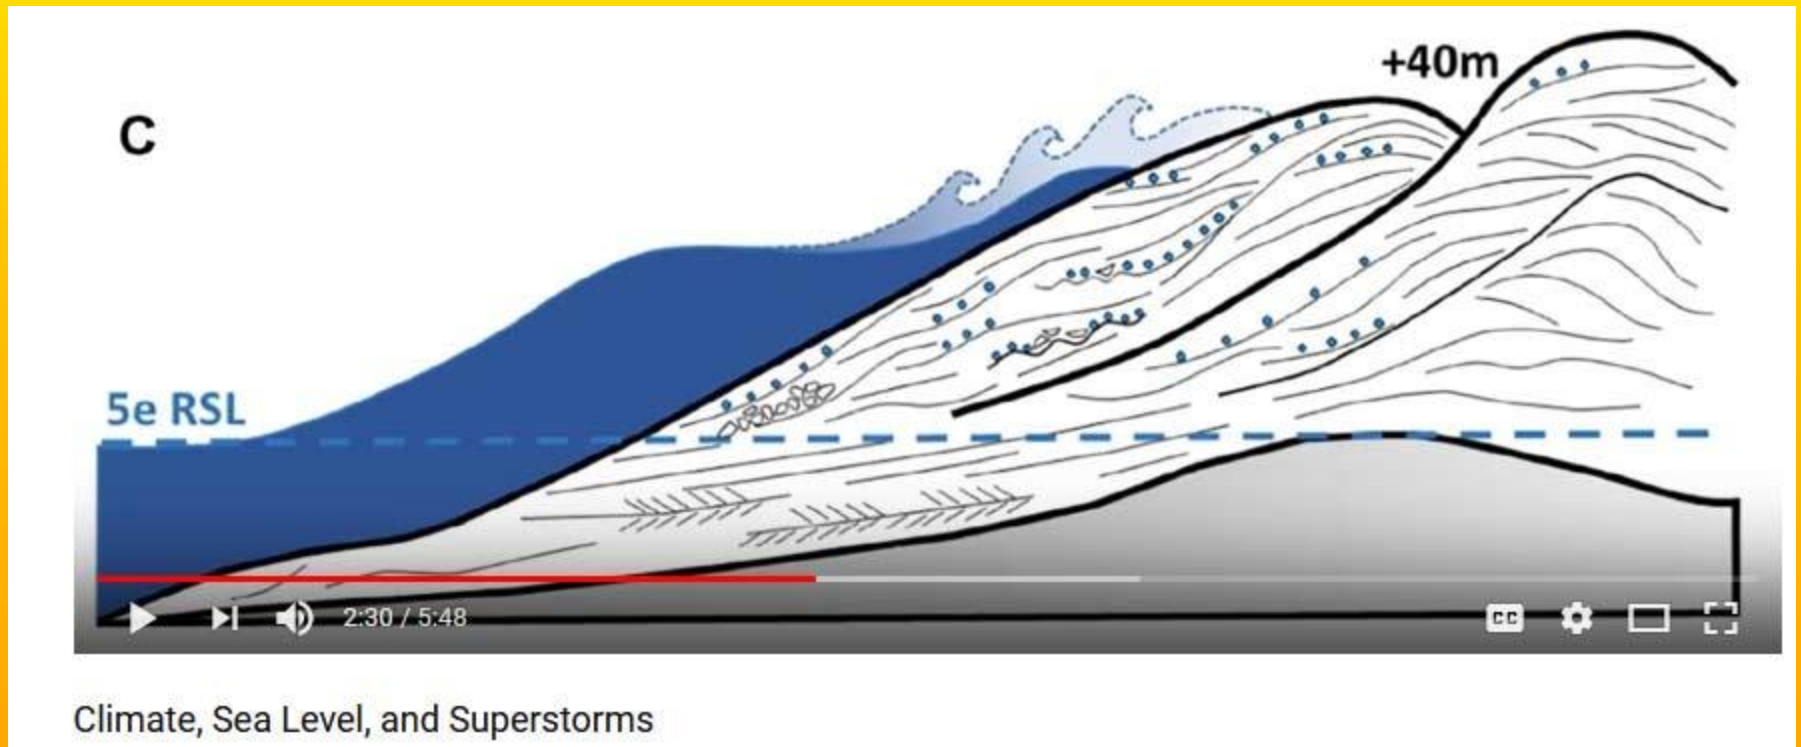 +40m
C
5e RSL
2:30 / 5:48
CC
Climate, Sea Level, and Superstorms